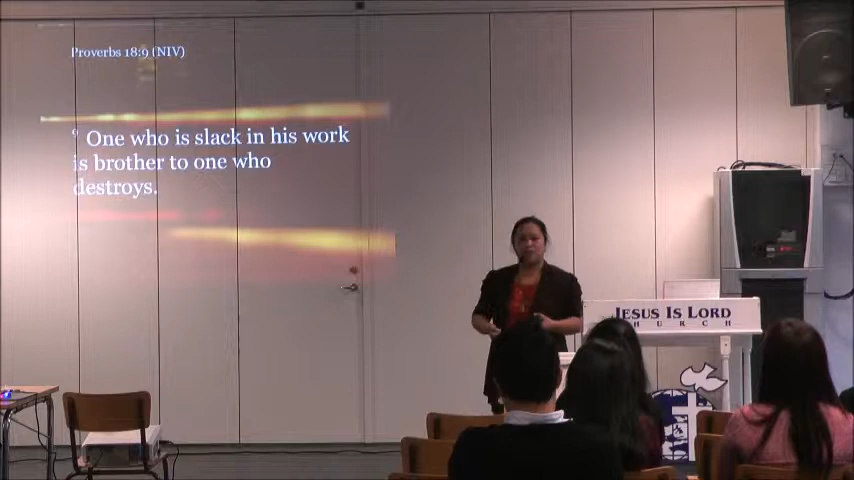 Proverbs 18:9 (NIV)
9 One who is slack in his work
is brother to one who
destroys.
JESUS IS LORD
CHURCH